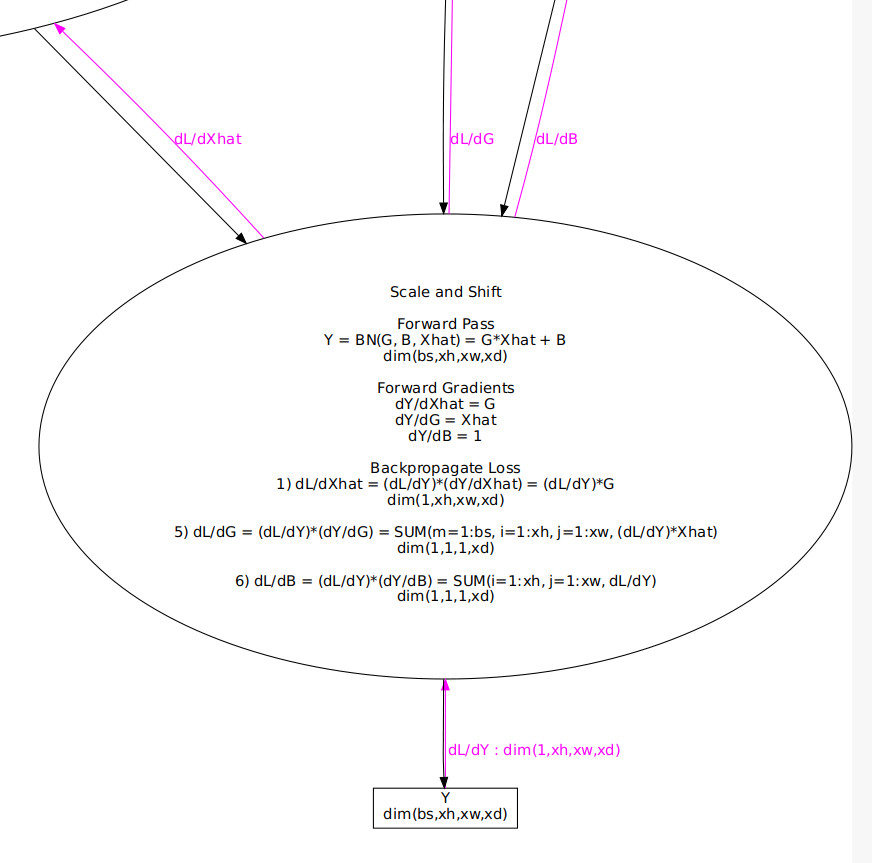 dL/dXhat
dL/dG
dL/dB
Scale and Shift
Forward Pass
Y = BN(G, B, Xhat) = G*Xhat + B
dim(bs,xh,xw,xd)
Forward Gradients
dY/dXhat = G
dY/dG = Xhat
dY/dB = 1
Backpropagate Loss
1) dL/dXhat = (dL/dY)*(dY/dXhat) = (dL/dY)*G
dim(1,xh,xw,xd)
5) dL/dG = (dL/dY)*(dY/dG) = SUM(m=1:bs, i=1:xh, j=1:xw, (dL/dY)*Xhat)
dim(1,1,1,xd)
6) dL/dB = (dL/dY)*(dY/dB) = SUM(i=1:xh, j=1:xw, dL/dY)
dim(1,1,1,xd)
dL/dY : dim(1,xh,xw,xd)
Y
dim(bs,xh,xw,xd)